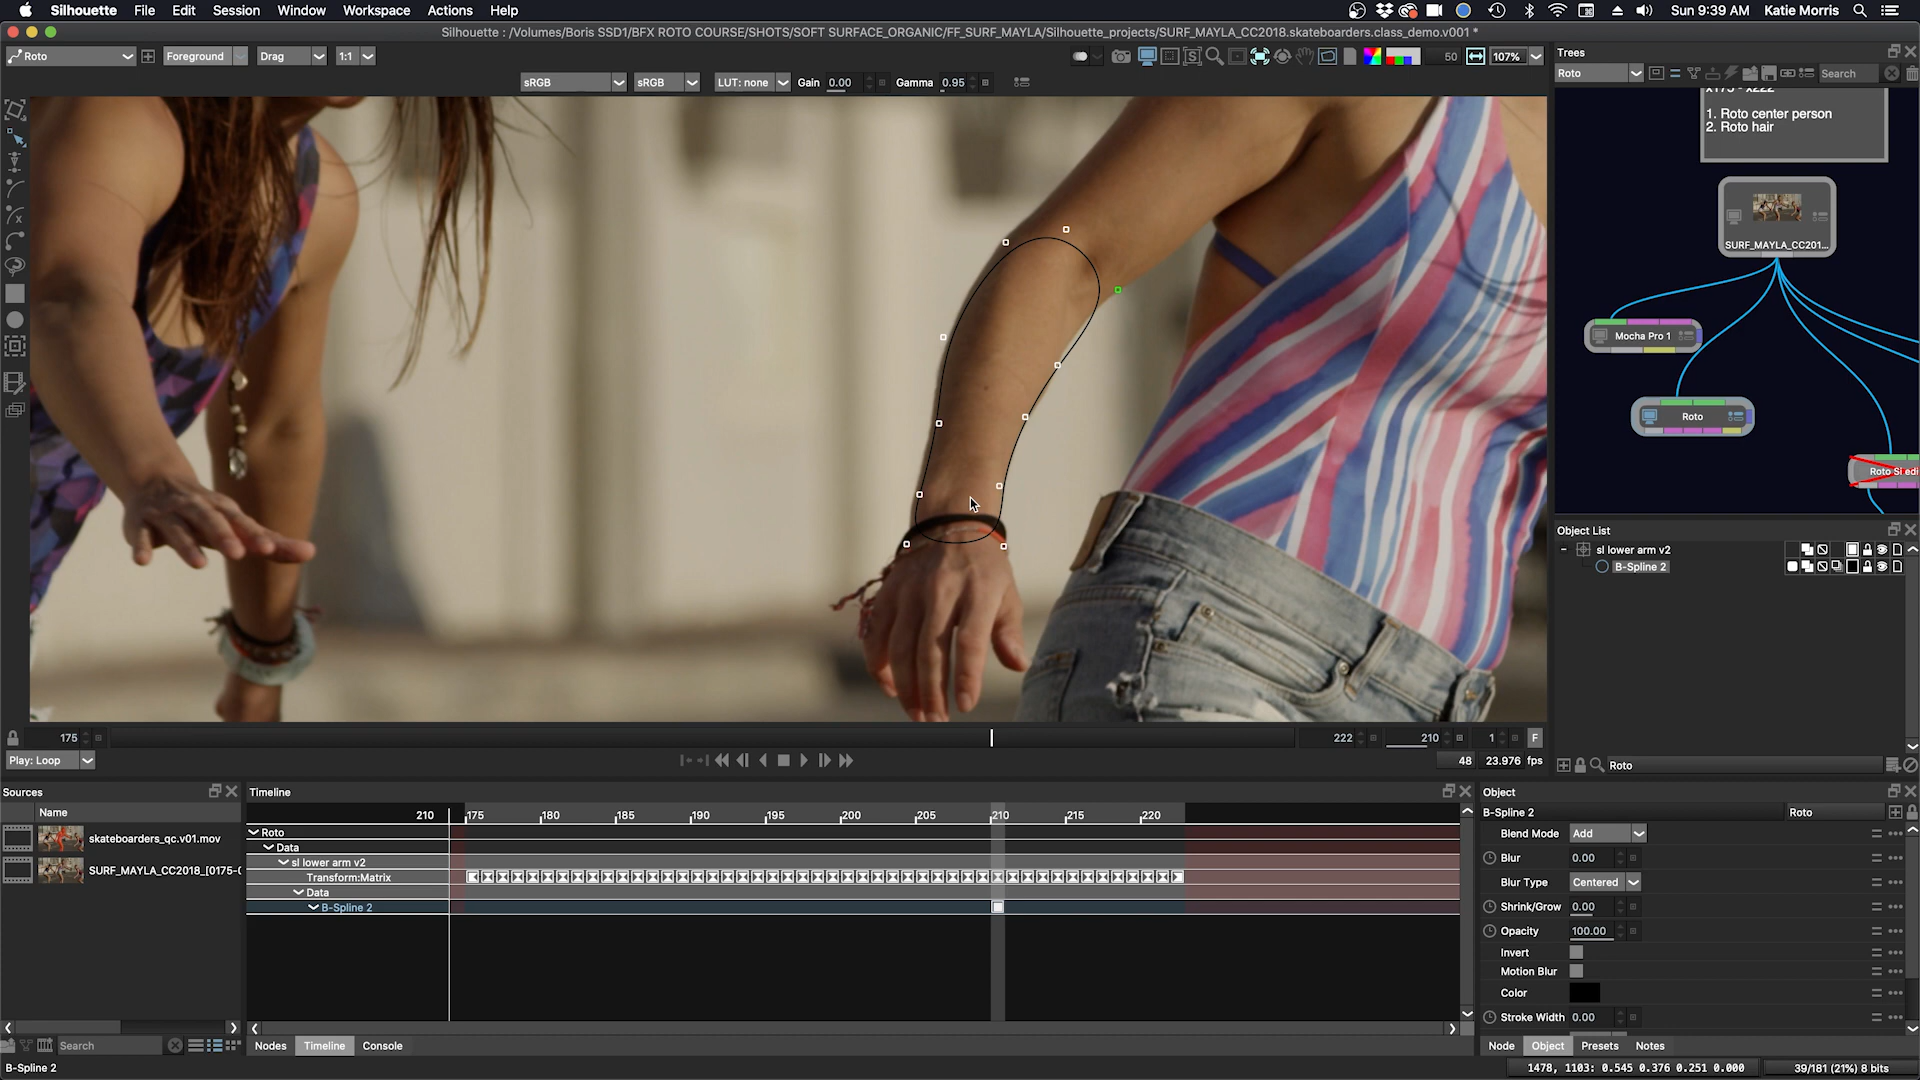 Silhouette File Edit Session Window Workspace Actions Help
Sun 9:39 AM Katie Morris
Silhouette : /Volumes/Boris SSD1/BFX ROTO COURSE/SHOTS/SOFT SURFACE_ORGANIC/FF_SURF_MAYLA/Silhouette_projects/SURF_MAYLA_CC2018.skateboarders.class_demo.v001 *
Roto Foreground Drag 1:1 50 107%
sRGB sRGB LUT: none Gain 0.00 Gamma 0.95
Trees
Roto Search
1. Roto center person
2. Roto hair
SURF_MAYLA_CC201...
Mocha Pro 1
Roto
Roto Sl edi
Object List
sl lower arm v2
B-Spline 2
Roto
175 222 210 1 F
Play: Loop 48 23.976 fps
Sources
Name
skateboarders_qc.v01.mov
SURF_MAYLA_CC2018_[0175-0
Search
Timeline
210 175 180 185 190 195 200 205 210 215 220
Roto
Data
sl lower arm v2
Transform:Matrix
Data
B-Spline 2
Nodes Timeline Console
Object
B-Spline 2 Roto
Blend Mode Add
Blur 0.00
Blur Type Centered
Shrink/Grow 0.00
Opacity 100.00
Invert
Motion Blur
Color
Stroke Width 0.00
Node Object Presets Notes
B-Spline 2
1478, 1103: 0.545 0.376 0.251 0.000 39/181 (21%) 8 bits